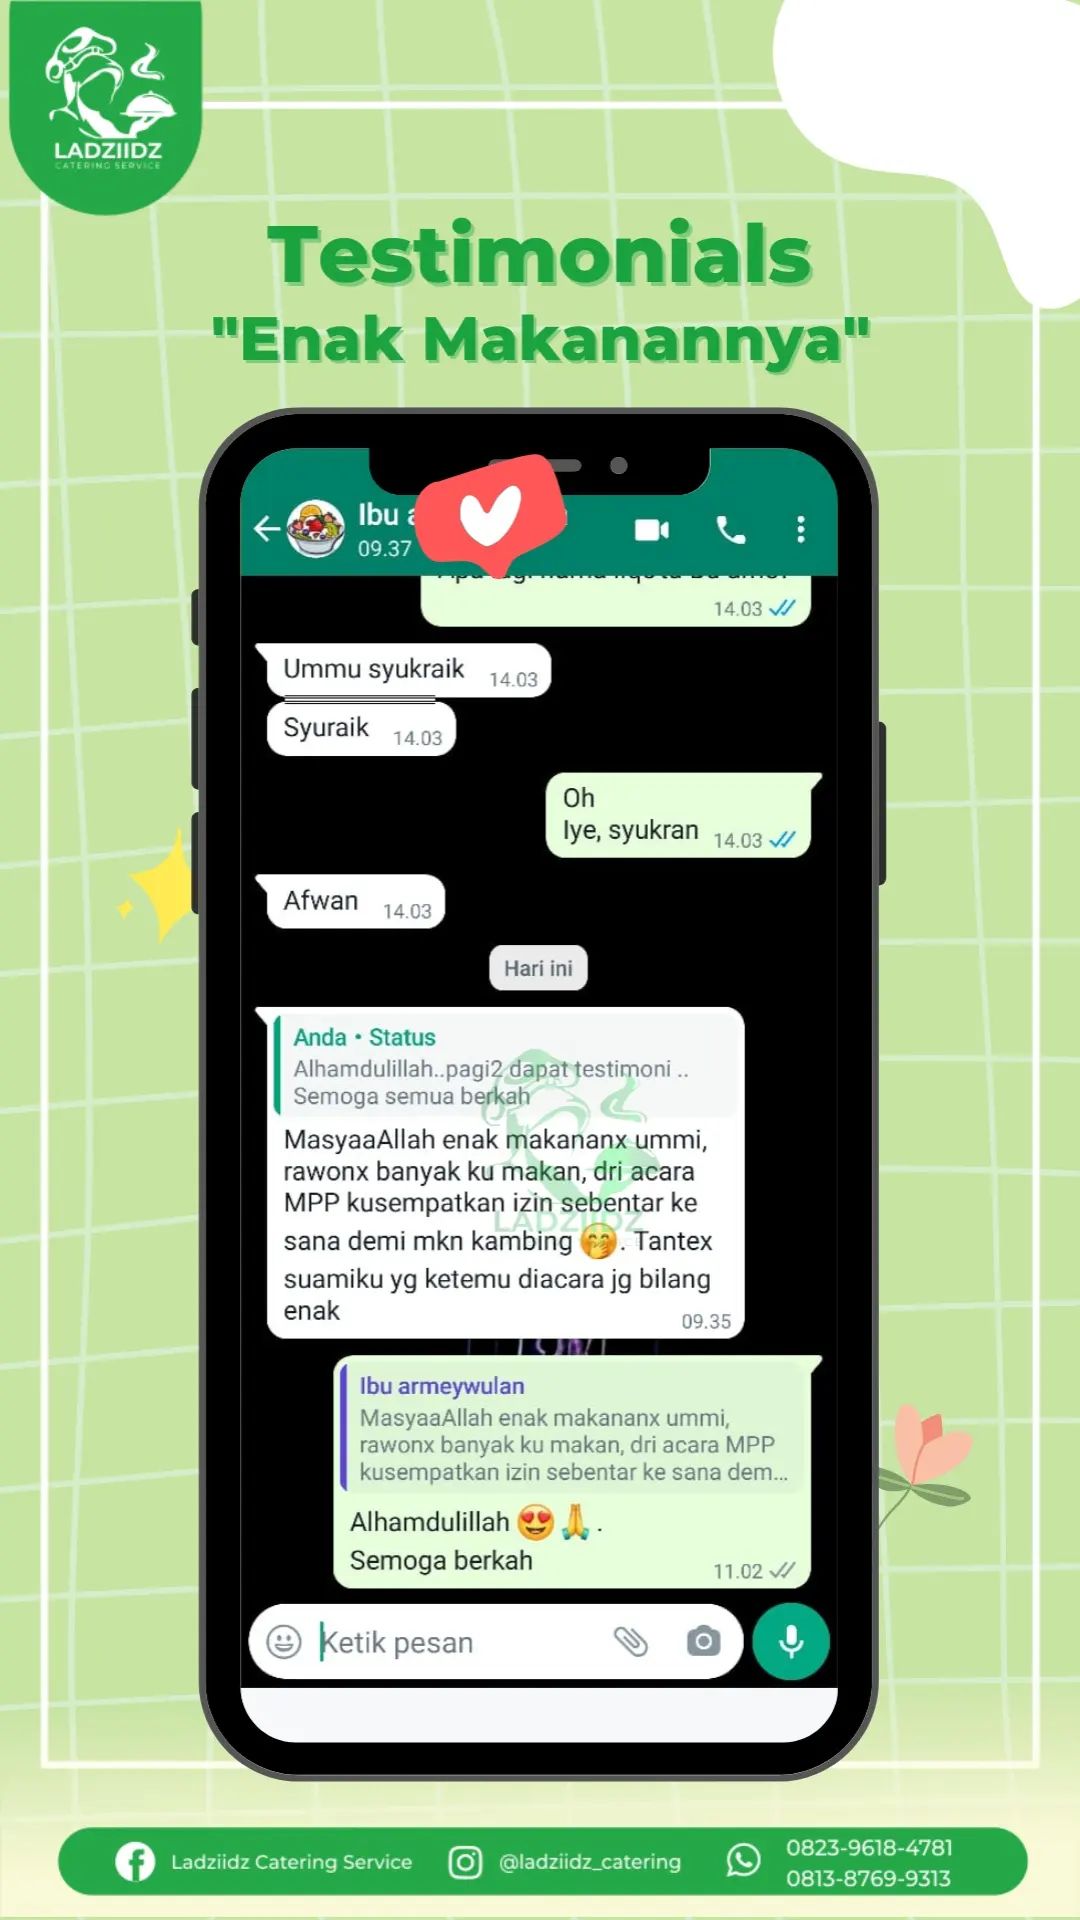 LADZIIDZ
CATERING SERVICE
Testimonials
"Enak Makanannya"
Ibu
09.37
14.03
Ummu syukraik 14.03
Syuraik 14.03
Oh
Iye, syukran 14.03
Afwan 14.03
Hari ini
Anda • Status
Alhamdulillah..pagi2 dapat testimoni ..
Semoga semua berkah
MasyaaAllah enak makananx ummi,
rawonx banyak ku makan, dri acara
MPP kusempatkan izin sebentar ke
sana demi mkn kambing 🤭. Tantex
suamiku yg ketemu diacara jg bilang
enak
09.35
LADZIIDZ
Ibu armeywulan
MasyaaAllah enak makananx ummi,
rawonx banyak ku makan, dri acara MPP
kusempatkan izin sebentar ke sana dem...
Alhamdulillah 😍🙏.
Semoga berkah
11.02
Ketik pesan
Ladziidz Catering Service
@ladziidz_catering
0823-9618-4781
0813-8769-9313